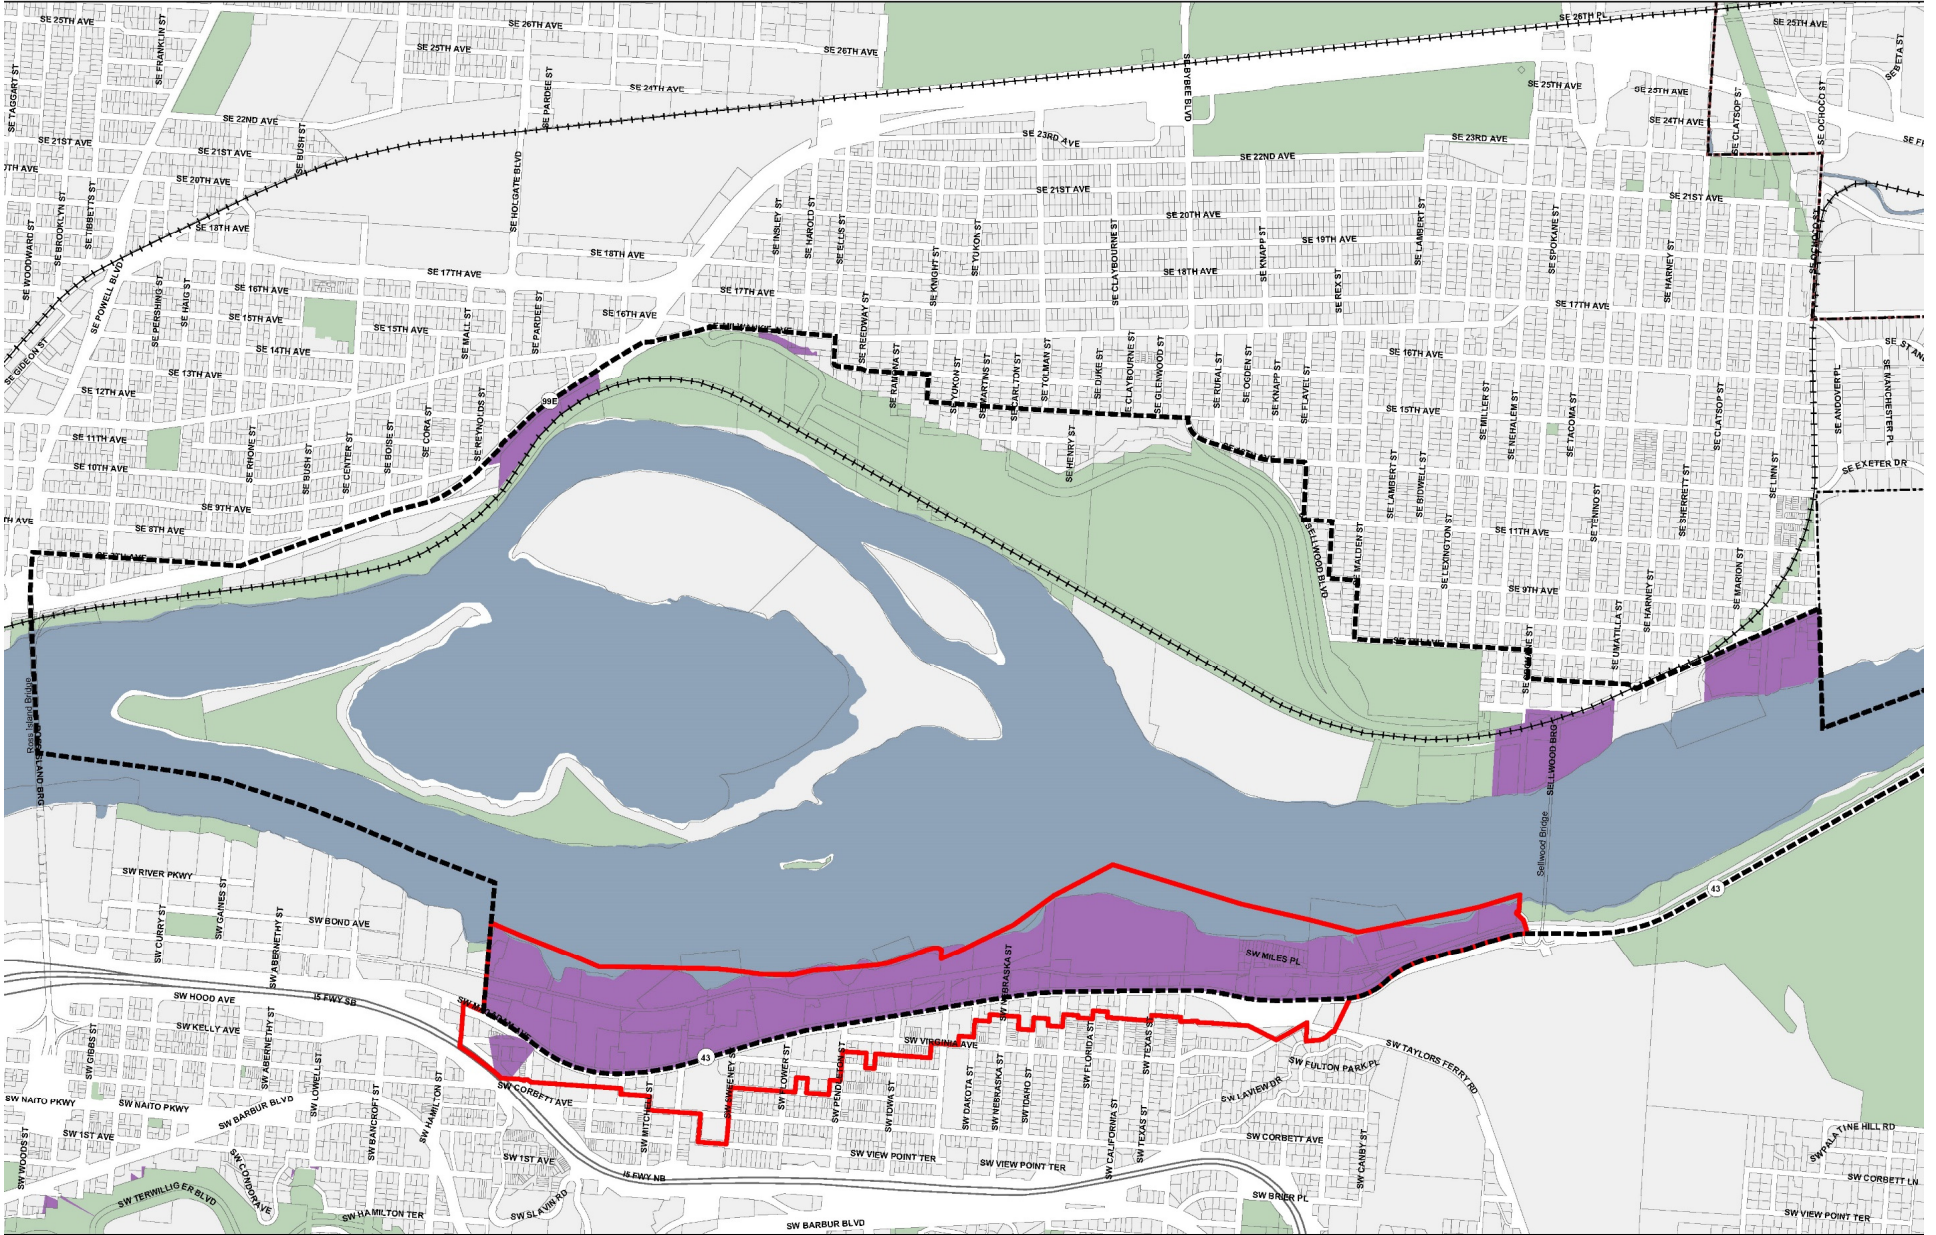 SE 25TH AVE
SE 26TH AVE
SE 26TH PL
SE 25TH AVE
SE FRANKLIN ST
SE 25TH AVE
SE 26TH AVE
SE BETA ST
SE TAGGART ST
SE PARDEE ST
SE 24TH AVE
SE BYBEE BLVD
SE 25TH AVE
SE 25TH AVE
SE CLATSOP ST
SE OCHOCO ST
SE 22ND AVE
SE 24TH AVE
SE 21ST AVE
SE 21ST AVE
SE BUSH ST
SE 23RD AVE
SE 23RD AVE
SE 22ND AVE
SE 20TH AVE
SE HOLGATE BLVD
SE 21ST AVE
SE 21ST AVE
SE WOODWARD ST
SE BROOKLYN ST
SE TIBBETTS ST
SE 18TH AVE
SE INSLEY ST
SE HAROLD ST
SE ELLIS ST
SE 20TH AVE
SE LAMBERT ST
SE SPOKANE ST
SE 18TH AVE
SE YUKON ST
SE CLAYBOURNE ST
SE KNAPP ST
SE 19TH AVE
SE HARNEY ST
SE OCHOCO ST
SE 17TH AVE
SE KNIGHT ST
SE 18TH AVE
SE REX ST
SE POWELL BLVD
SE PERSHING ST
SE HAIG ST
SE 16TH AVE
SE 17TH AVE
SE 17TH AVE
SE 15TH AVE
SE 15TH AVE
SE MALL ST
SE PARDEE ST
SE 16TH AVE
SE REEDWAY ST
SE GIDEON ST
SE 14TH AVE
SE 13TH AVE
SE 16TH AVE
SE RAMONA ST
SE YUKON ST
SE MARTINS ST
SE CARLTON ST
SE TOLMAN ST
SE DUKE ST
SE CLAYBOURNE ST
SE GLENWOOD ST
SE RURAL ST
SE OGDEN ST
SE KNAPP ST
SE FLAVEL ST
SE ANDOVER PL
SE MANCHESTER PL
SE 12TH AVE
99E
SE 15TH AVE
SE MILLER ST
SE NEHALEM ST
SE TACOMA ST
SE CLATSOP ST
SE 11TH AVE
SE RHONE ST
SE BUSH ST
SE CENTER ST
SE BOISE ST
SE CORA ST
SE REYNOLDS ST
SE 10TH AVE
SE HENRY ST
SE LAMBERT ST
SE BIDWELL ST
SE LINN ST
SE EXETER DR
SE 9TH AVE
SE 8TH AVE
SE 11TH AVE
SE TENINO ST
SE SHERRETT ST
SELLWOOD BLVD
SE MALDEN ST
SE LEXINGTON ST
SE 9TH AVE
SE HARNEY ST
SE MARION ST
SE UMATILLA ST
Ross Island Bridge
SELLWOOD BRG
Sellwood Bridge
SW RIVER PKWY
SW CURRY ST
SW GAINES ST
SW ABERNETHY ST
SW BOND AVE
43
SW NEBRASKA ST
SW MILES PL
SW HOOD AVE
I5 FWY SB
SW KELLY AVE
SW GIBBS ST
SW ABERNETHY ST
SW LOWELL ST
43
SW VIRGINIA AVE
SW FLORIDA ST
SW TEXAS ST
SW TAYLORS FERRY RD
SW FULTON PARK PL
SW NAITO PKWY
SW NAITO PKWY
SW BARBUR BLVD
SW BANCROFT ST
SW HAMILTON ST
SW CORBETT AVE
SW MITCHELL ST
SW SWEENEY ST
SW PENDLETON ST
SW IOWA ST
SW DAKOTA ST
SW NEBRASKA ST
SW IDAHO ST
SW LAVIEW DR
SW WOODS ST
SW 1ST AVE
SW CONDOR AVE
SW 1ST AVE
SW VIEW POINT TER
SW VIEW POINT TER
SW CALIFORNIA ST
SW TEXAS ST
SW CORBETT AVE
SW CANBY ST
SW PALATINE HILL RD
SW CORBETT LN
I5 FWY NB
SW TERWILLIGER BLVD
SW HAMILTON TER
SW SLAVIN RD
SW BARBUR BLVD
SW BRIER PL
SW VIEW POINT TER